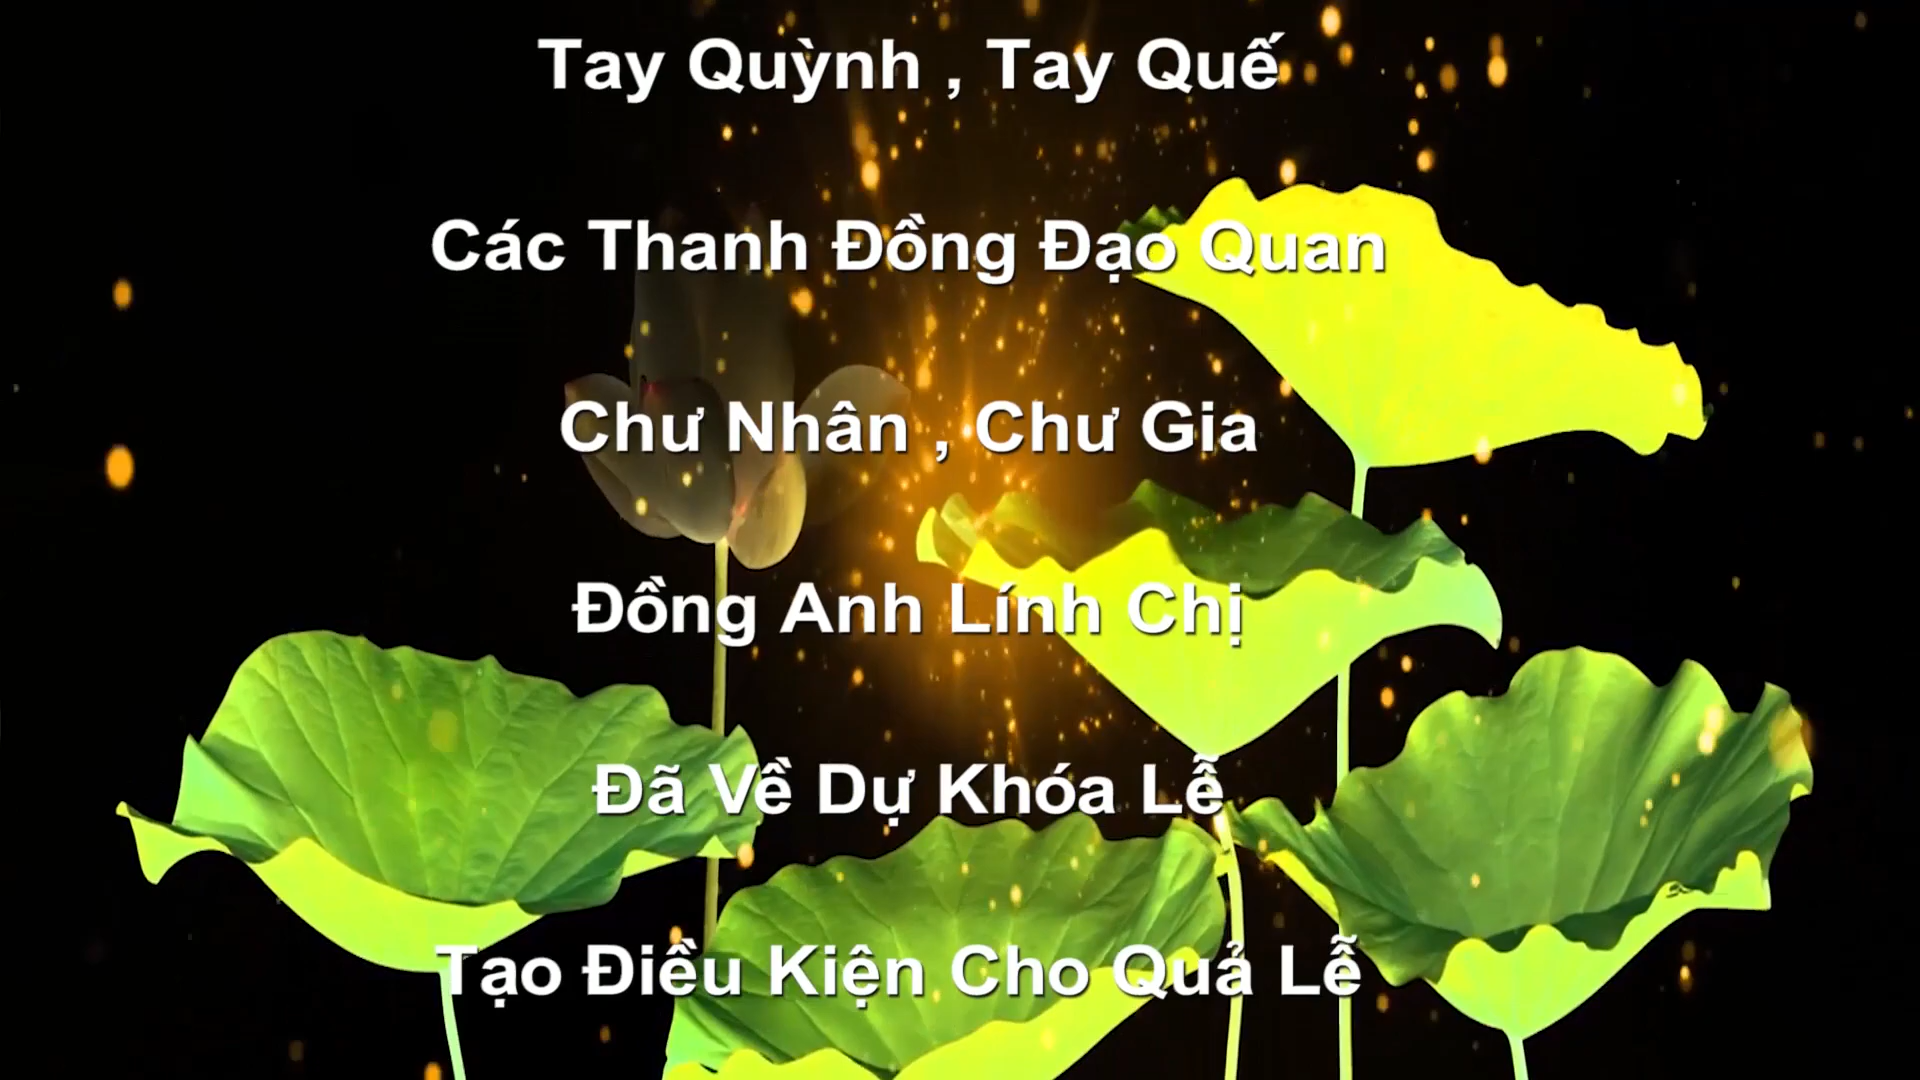 Tay Quỳnh , Tay Quế
Các Thanh Đồng Đạo Quan
Chư Nhân , Chư Gia
Đồng Anh Lính Chị
Đã Về Dự Khóa Lễ
Tạo Điều Kiện Cho Quả Lễ